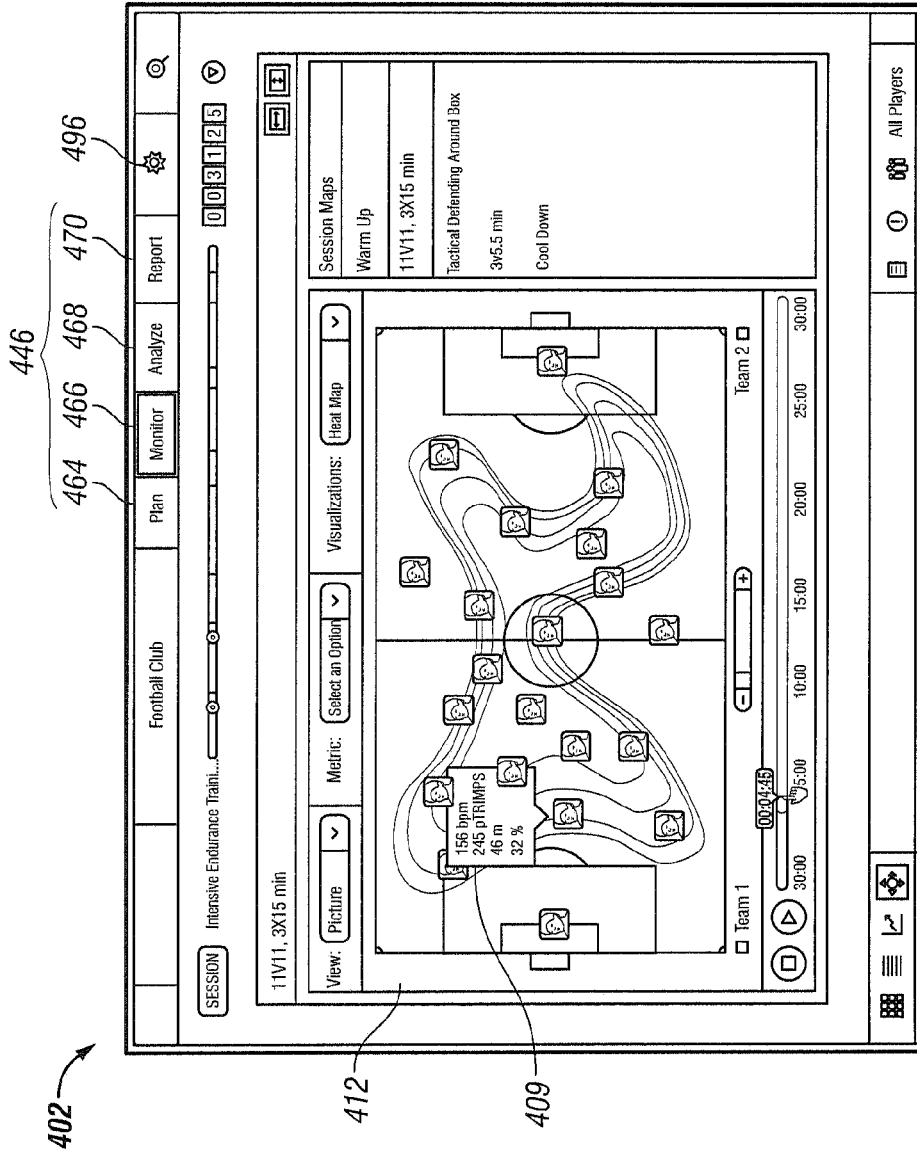 402
446
464 466 468 470 496
Football Club Plan Monitor Analyze Report
SESSION Intensive Endurance Traini... 0 0 3 1 2 5
11V11, 3X15 min
View: Picture Metric: Select an Option Visualizations: Heat Map
156 bpm
245 pTRIMPS
46 m
32 %
Team 1 Team 2
00:04:45
30:00 5:00 10:00 15:00 20:00 25:00 30:00
Session Maps
Warm Up
11V11, 3X15 min
Tactical Defending Around Box
3v5.5 min
Cool Down
All Players
412
409